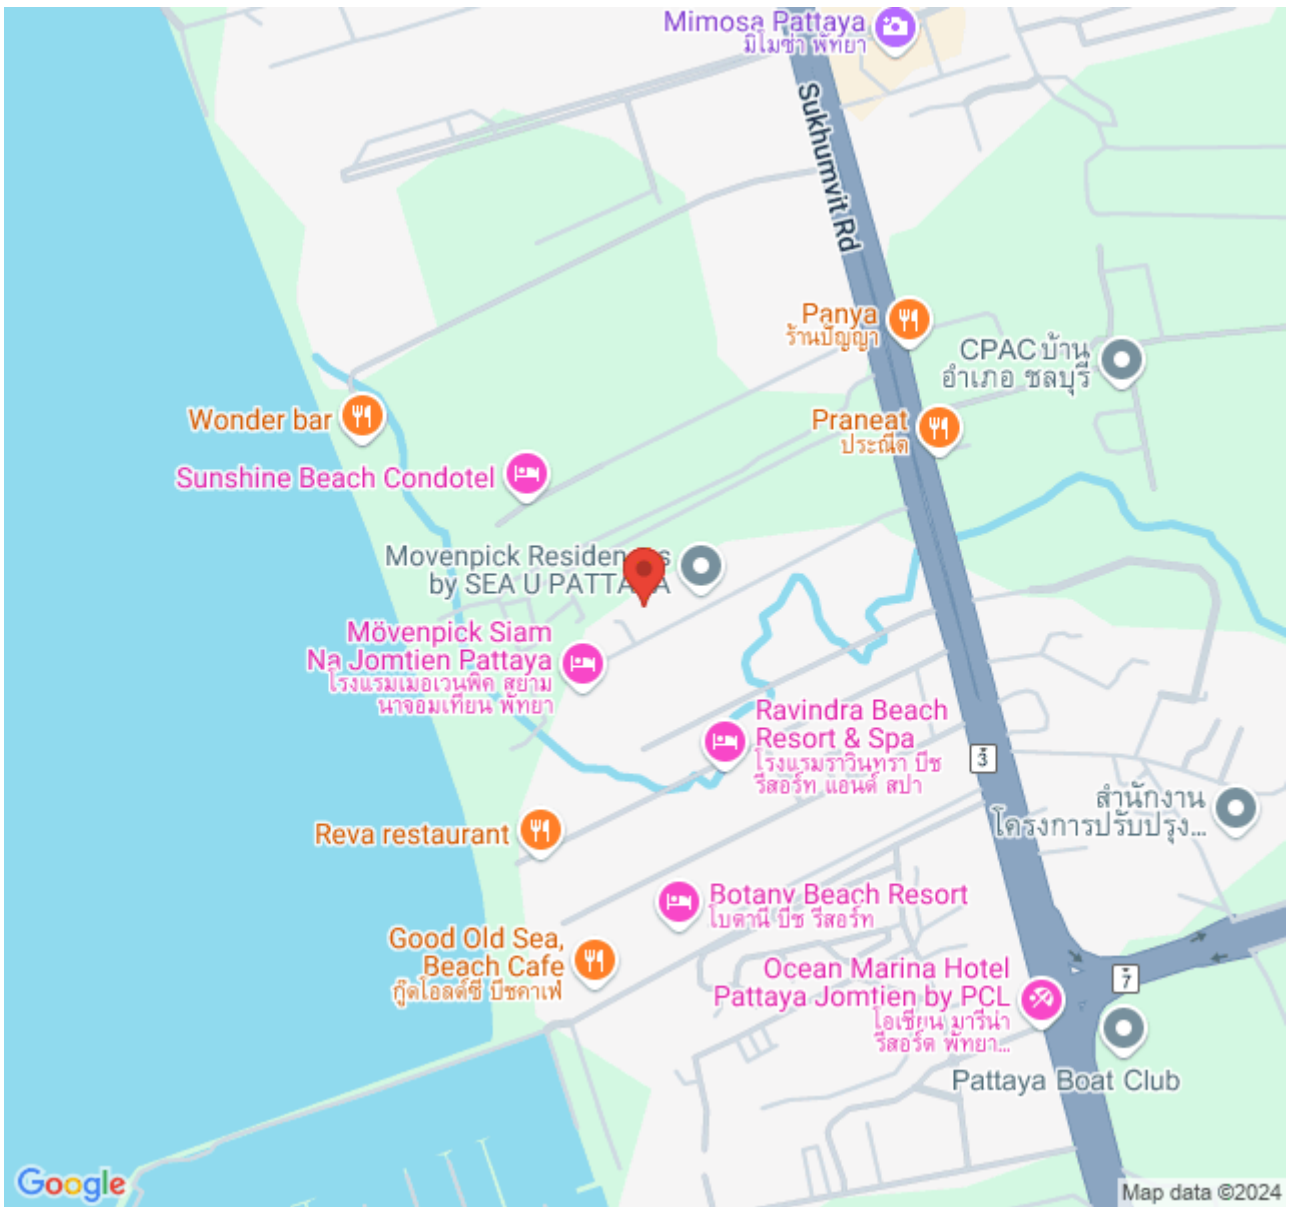 Mimosa Pattaya
มิโมซ่า พัทยา
Sukhumvit Rd
Panya
ร้านปัญญา
CPAC บ้าน
อำเภอ ชลบุรี
Wonder bar
Praneat
ประณีต
Sunshine Beach Condotel
Movenpick Residen
by SEA U PATT
Mövenpick Siam
Na Jomtien Pattaya
โรงแรมเมอเวนพิค สยาม
นาจอมเทียน พัทยา
Ravindra Beach
Resort & Spa
โรงแรมราวินทรา บีช
รีสอร์ท แอนด์ สปา
3
สำนักงาน
โครงการปรับปรุง...
Reva restaurant
Botany Beach Resort
โบตานี บีช รีสอร์ท
Good Old Sea,
Beach Cafe
กู๊ดโอลด์ซี บีชคาเฟ่
Ocean Marina Hotel
Pattaya Jomtien by PCL
โอเชียน มารีน่า
รีสอร์ต พัทยา...
7
Pattaya Boat Club
Google
Map data ©2024